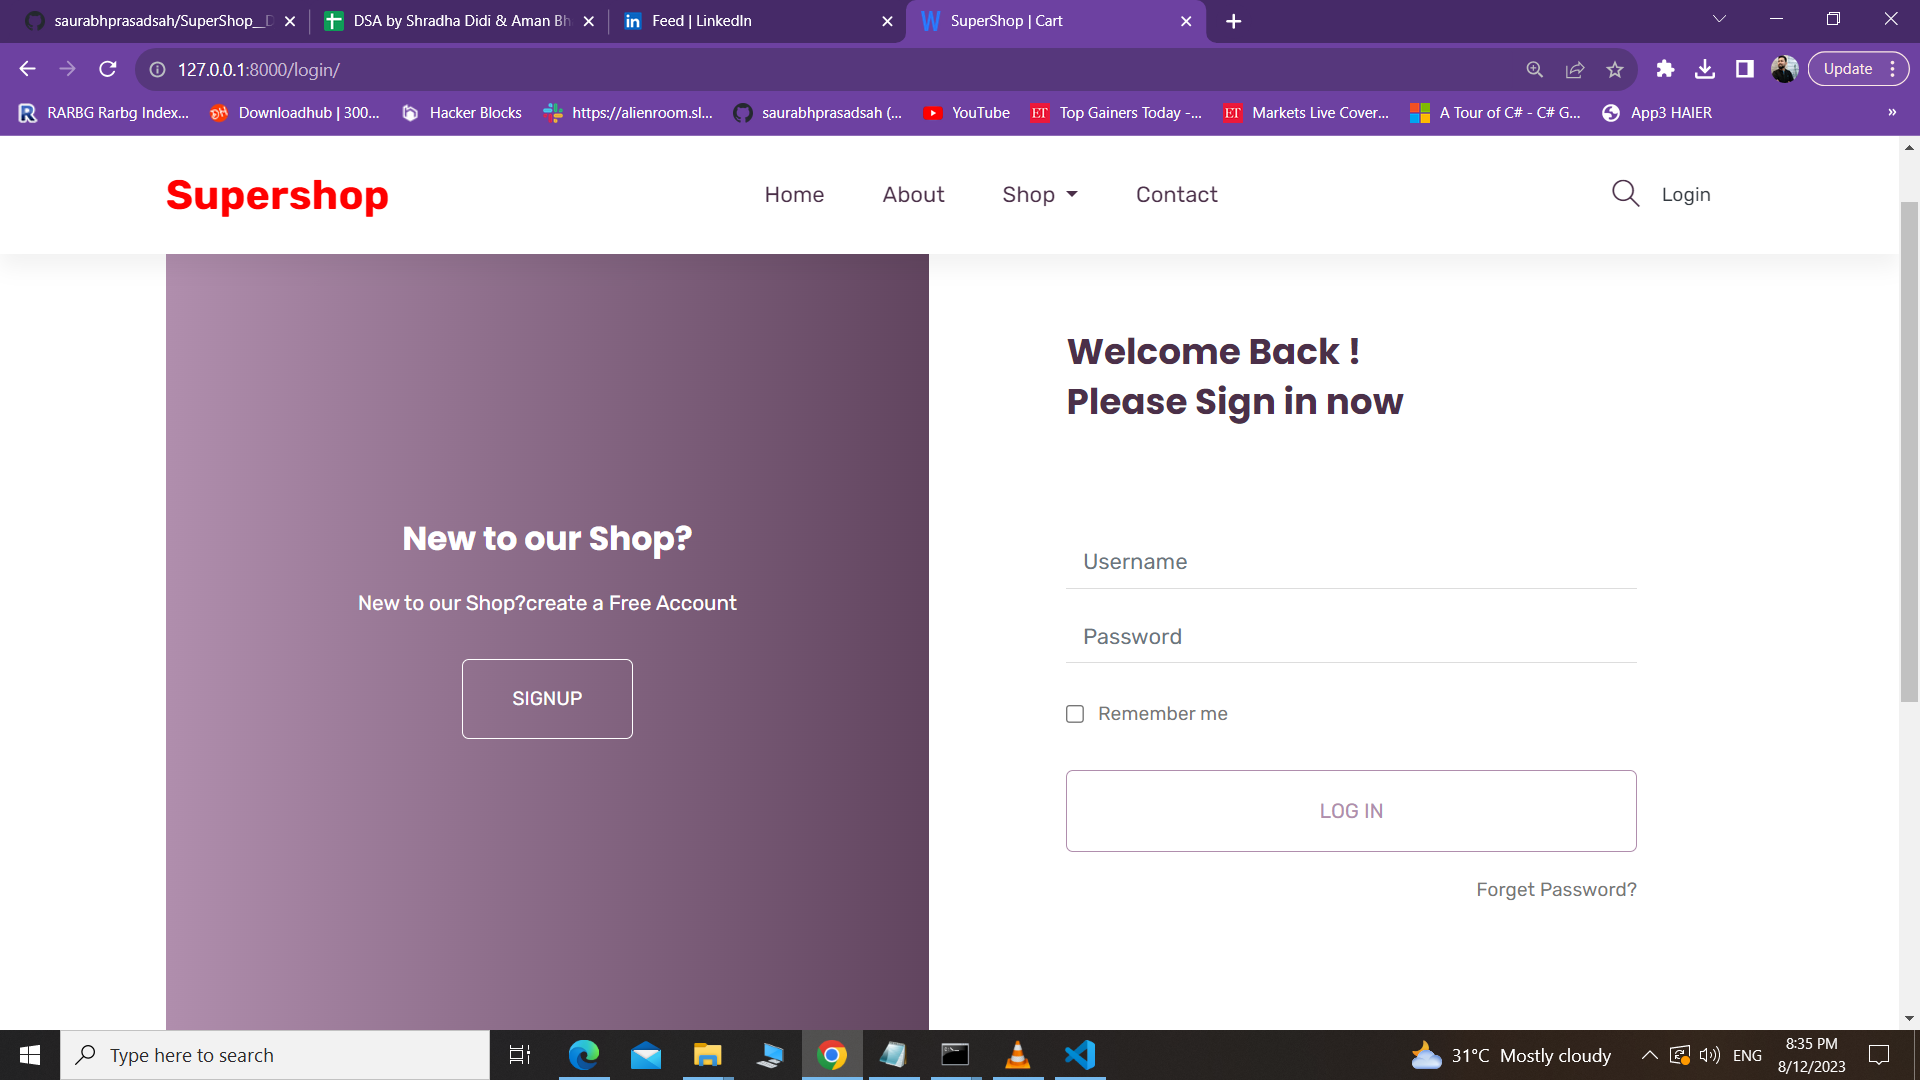 saurabhprasadsah/SuperShop__D
DSA by Shradha Didi & Aman Bh
Feed | LinkedIn
SuperShop | Cart
127.0.0.1:8000/login/
Update
RARBG Rarbg Index...
Downloadhub | 300...
Hacker Blocks
https://alienroom.sl...
saurabhprasadsah (...
YouTube
ET Top Gainers Today -...
ET Markets Live Cover...
A Tour of C# - C# G...
App3 HAIER
»
Supershop
Home
About
Shop
Contact
Login
New to our Shop?
New to our Shop?create a Free Account
SIGNUP
Welcome Back !
Please Sign in now
Username
Password
Remember me
LOG IN
Forget Password?
Type here to search
31°C Mostly cloudy
ENG
8:35 PM
8/12/2023